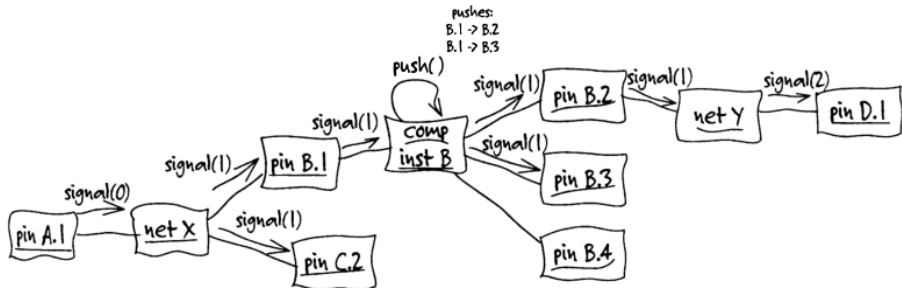 pushes:
B.1 -> B.2
B.1 -> B.3
push()
signal(1)
pin B.2
signal(1)
net Y
signal(2)
pin D.1
signal(1)
comp
inst B
signal(1)
pin B.3
signal(1)
pin B.1
signal(0)
pin A.1
net X
signal(1)
pin C.2
pin B.4